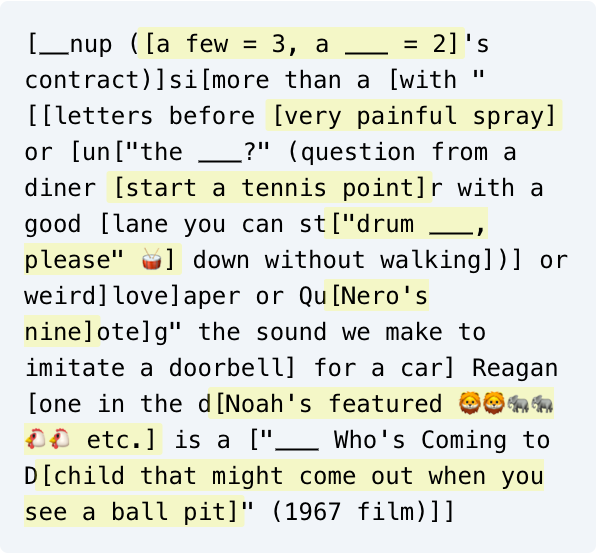 [__nup ([a few = 3, a ___ = 2]'s
contract)]si[more than a [with "
[[letters before [very painful spray]
or [un["the ___?" (question from a
diner [start a tennis point]r with a
good [lane you can st["drum ___,
please" 🥁] down without walking])] or
weird]love]aper or Qu[Nero's
nine]ote]g" the sound we make to
imitate a doorbell] for a car] Reagan
[one in the d[Noah's featured 🦁🦁🐘🐘
🐔🐔 etc.] is a ["___ Who's Coming to
D[child that might come out when you
see a ball pit]" (1967 film)]]